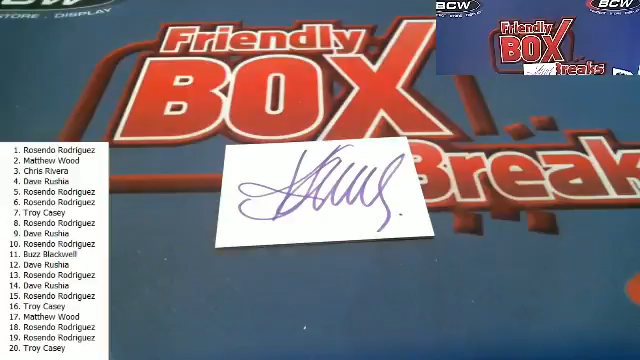 BCW
STORE . DISPLAY
BCW
BCW
Friendly
BOX
Breaks
Friendly
BOX
Break
1. Rosendo Rodriguez
2. Matthew Wood
3. Chris Rivera
4. Dave Rushia
5. Rosendo Rodriguez
6. Rosendo Rodriguez
7. Troy Casey
8. Rosendo Rodriguez
9. Dave Rushia
10. Rosendo Rodriguez
11. Buzz Blackwell
12. Dave Rushia
13. Rosendo Rodriguez
14. Dave Rushia
15. Rosendo Rodriguez
16. Troy Casey
17. Matthew Wood
18. Rosendo Rodriguez
19. Rosendo Rodriguez
20. Troy Casey